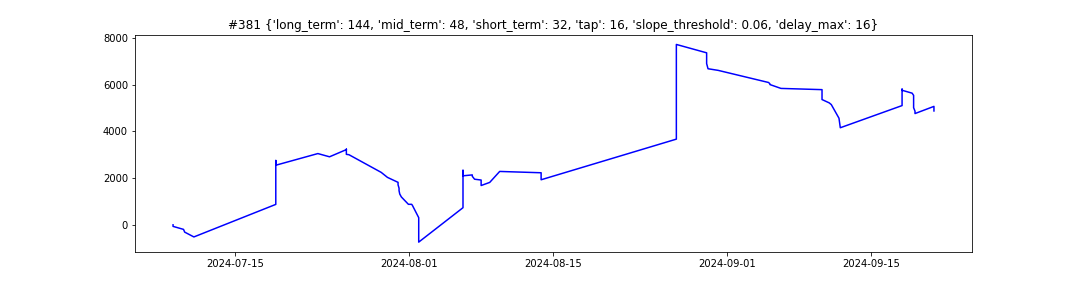 #381 {'long_term': 144, 'mid_term': 48, 'short_term': 32, 'tap': 16, 'slope_threshold': 0.06, 'delay_max': 16}
8000
6000
4000
2000
0
2024-07-15 2024-08-01 2024-08-15 2024-09-01 2024-09-15